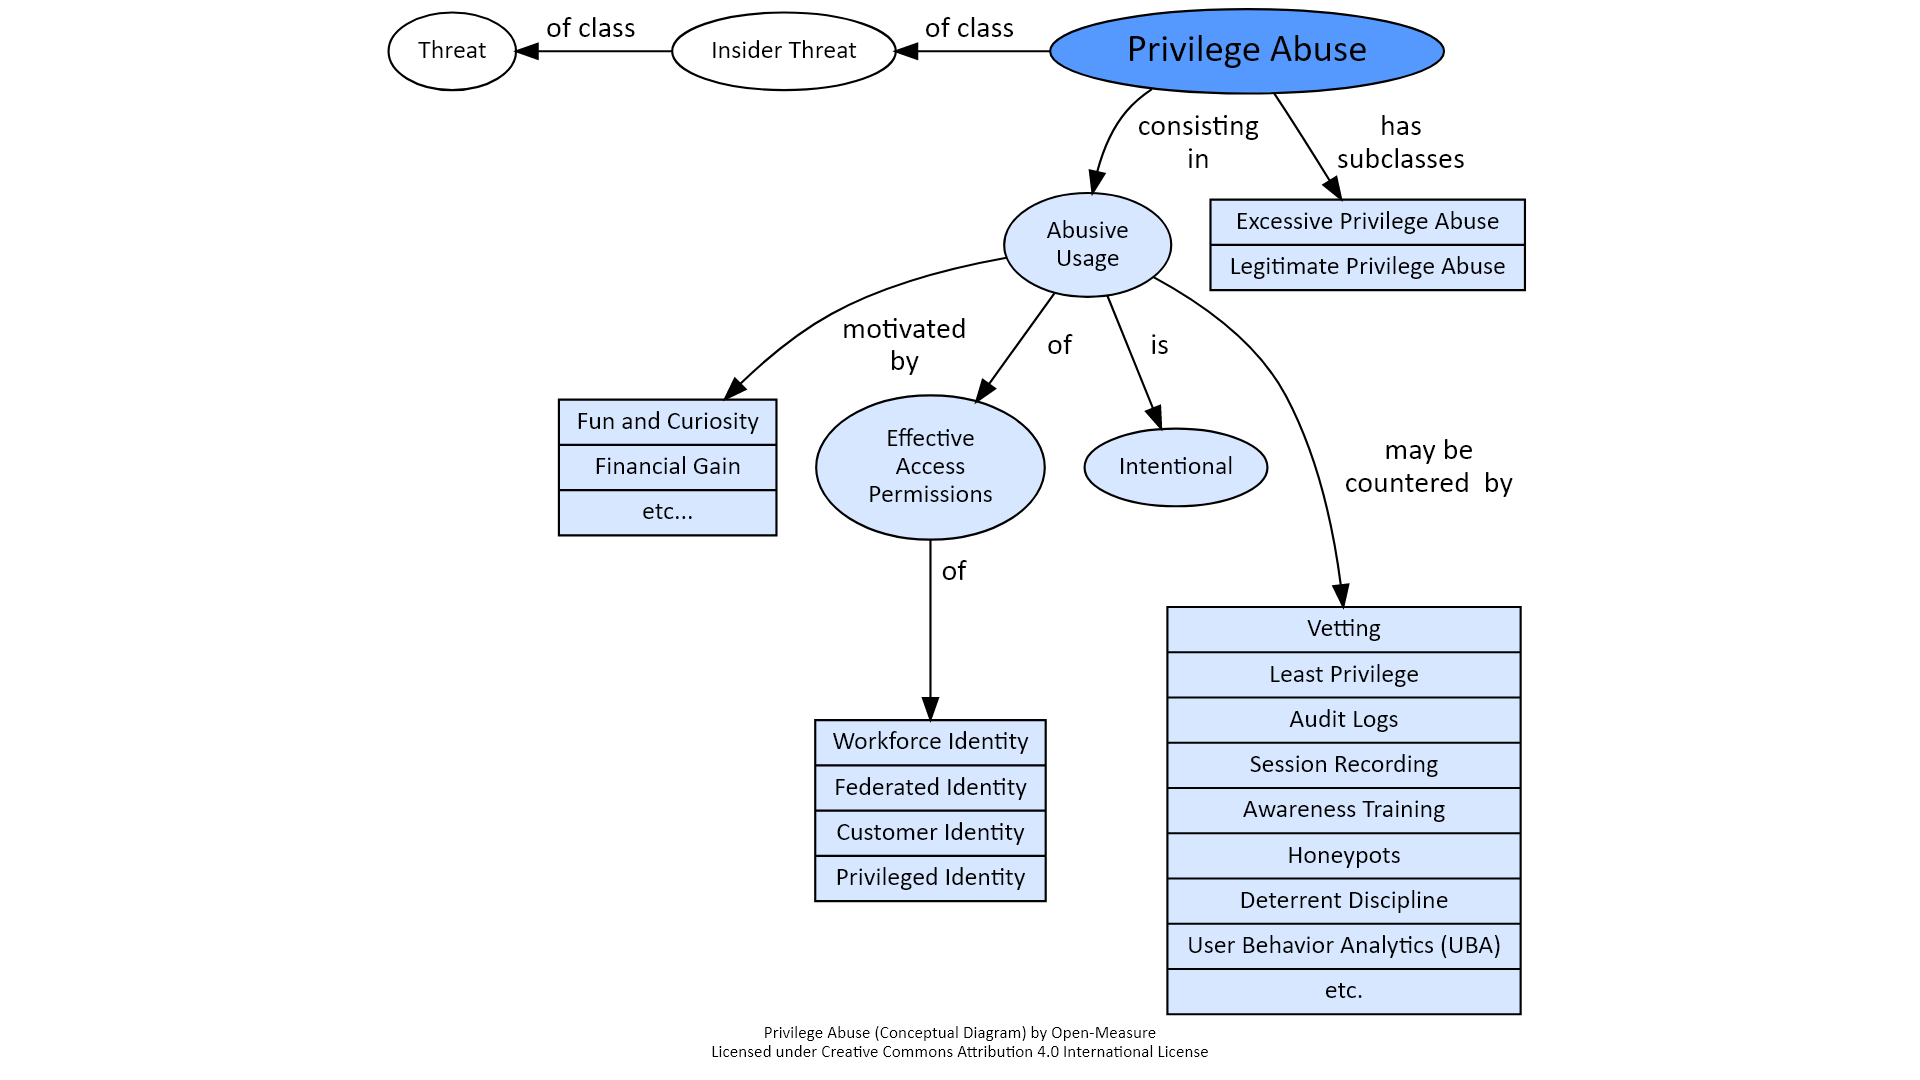 Threat
of class
Insider Threat
of class
Privilege Abuse
consisting
in
has
subclasses
Abusive
Usage
Excessive Privilege Abuse
Legitimate Privilege Abuse
motivated
by
of
is
may be
countered  by
Fun and Curiosity
Financial Gain
etc...
Effective
Access
Permissions
Intentional
of
Workforce Identity
Federated Identity
Customer Identity
Privileged Identity
Vetting
Least Privilege
Audit Logs
Session Recording
Awareness Training
Honeypots
Deterrent Discipline
User Behavior Analytics (UBA)
etc.
Privilege Abuse (Conceptual Diagram) by Open-Measure
Licensed under Creative Commons Attribution 4.0 International License